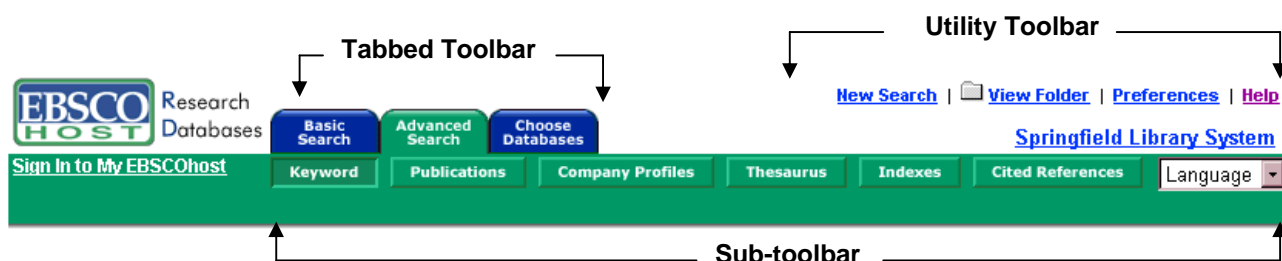 Utility Toolbar
Tabbed Toolbar
New Search | View Folder | Preferences | Help
EBSCO HOST Research Databases
Basic Search
Advanced Search
Choose Databases
Springfield Library System
Sign In to My EBSCOhost
Keyword Publications Company Profiles Thesaurus Indexes Cited References Language
Sub-toolbar